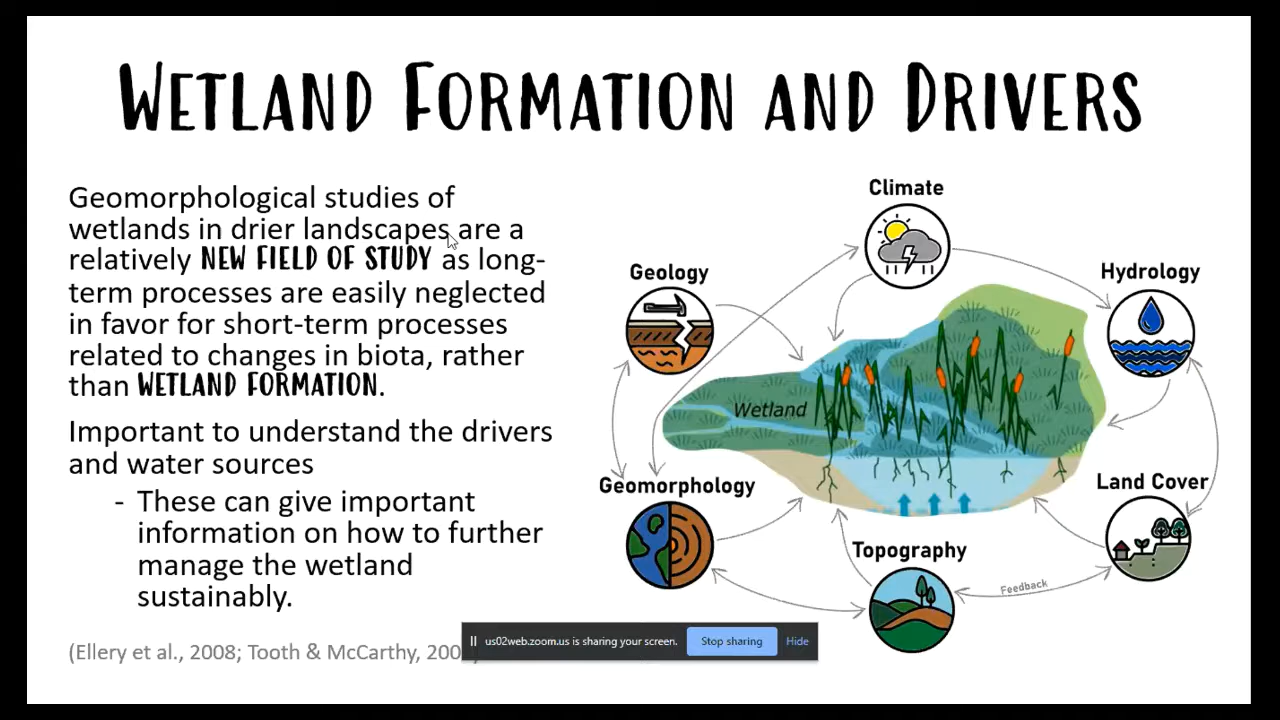 WETLAND FORMATION AND DRIVERS
Geomorphological studies of
wetlands in drier landscapes are a
relatively NEW FIELD OF STUDY as long-
term processes are easily neglected
in favor for short-term processes
related to changes in biota, rather
than WETLAND FORMATION.
Important to understand the drivers
and water sources
- These can give important
information on how to further
manage the wetland
sustainably.
(Ellery et al., 2008; Tooth & McCarthy,
Climate
Geology
Hydrology
Wetland
Geomorphology
Land Cover
Topography
Feedback
us02web.zoom.us is sharing your screen.
Stop sharing
Hide